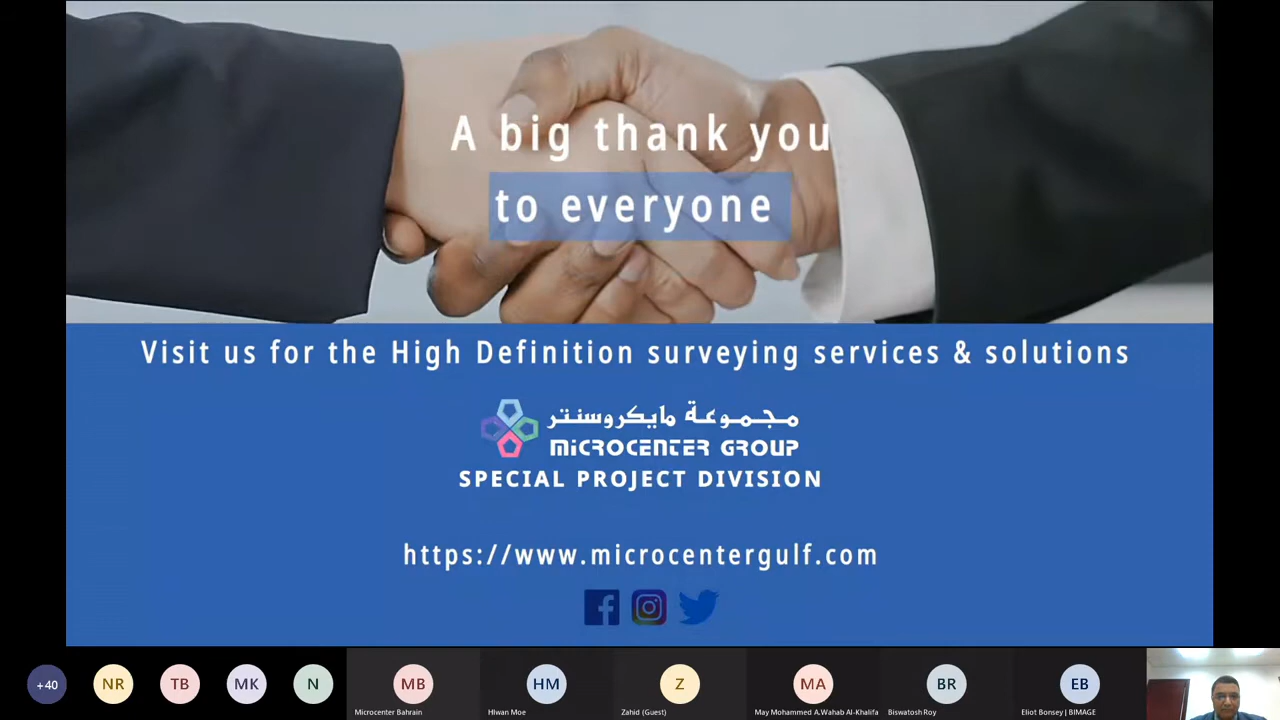 A big thank you
to everyone
Visit us for the High Definition surveying services & solutions
مجموعة مايكروسنتر
MICROCENTER GROUP
SPECIAL PROJECT DIVISION
https://www.microcentergulf.com
+40
NR
TB
MK
N
MB
HM
Z
MA
BR
EB
Microcenter Bahrain
Hlwan Moe
Zahid (Guest)
May Mohammed A.Wahab Al-Khalifa
Biswatosh Roy
Eliot Bonsey | BIMAGE